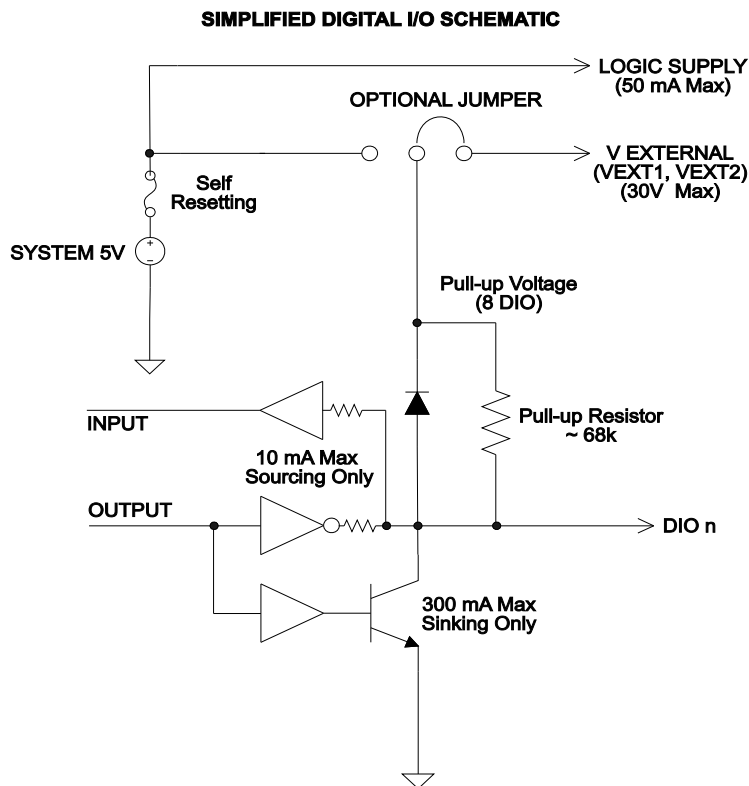 SIMPLIFIED DIGITAL I/O SCHEMATIC
LOGIC SUPPLY
(50 mA Max)
OPTIONAL JUMPER
V EXTERNAL
(VEXT1, VEXT2)
(30V Max)
Self
Resetting
+
SYSTEM 5V
−
Pull-up Voltage
(8 DIO)
INPUT
Pull-up Resistor
~ 68k
10 mA Max
Sourcing Only
OUTPUT
DIO n
300 mA Max
Sinking Only